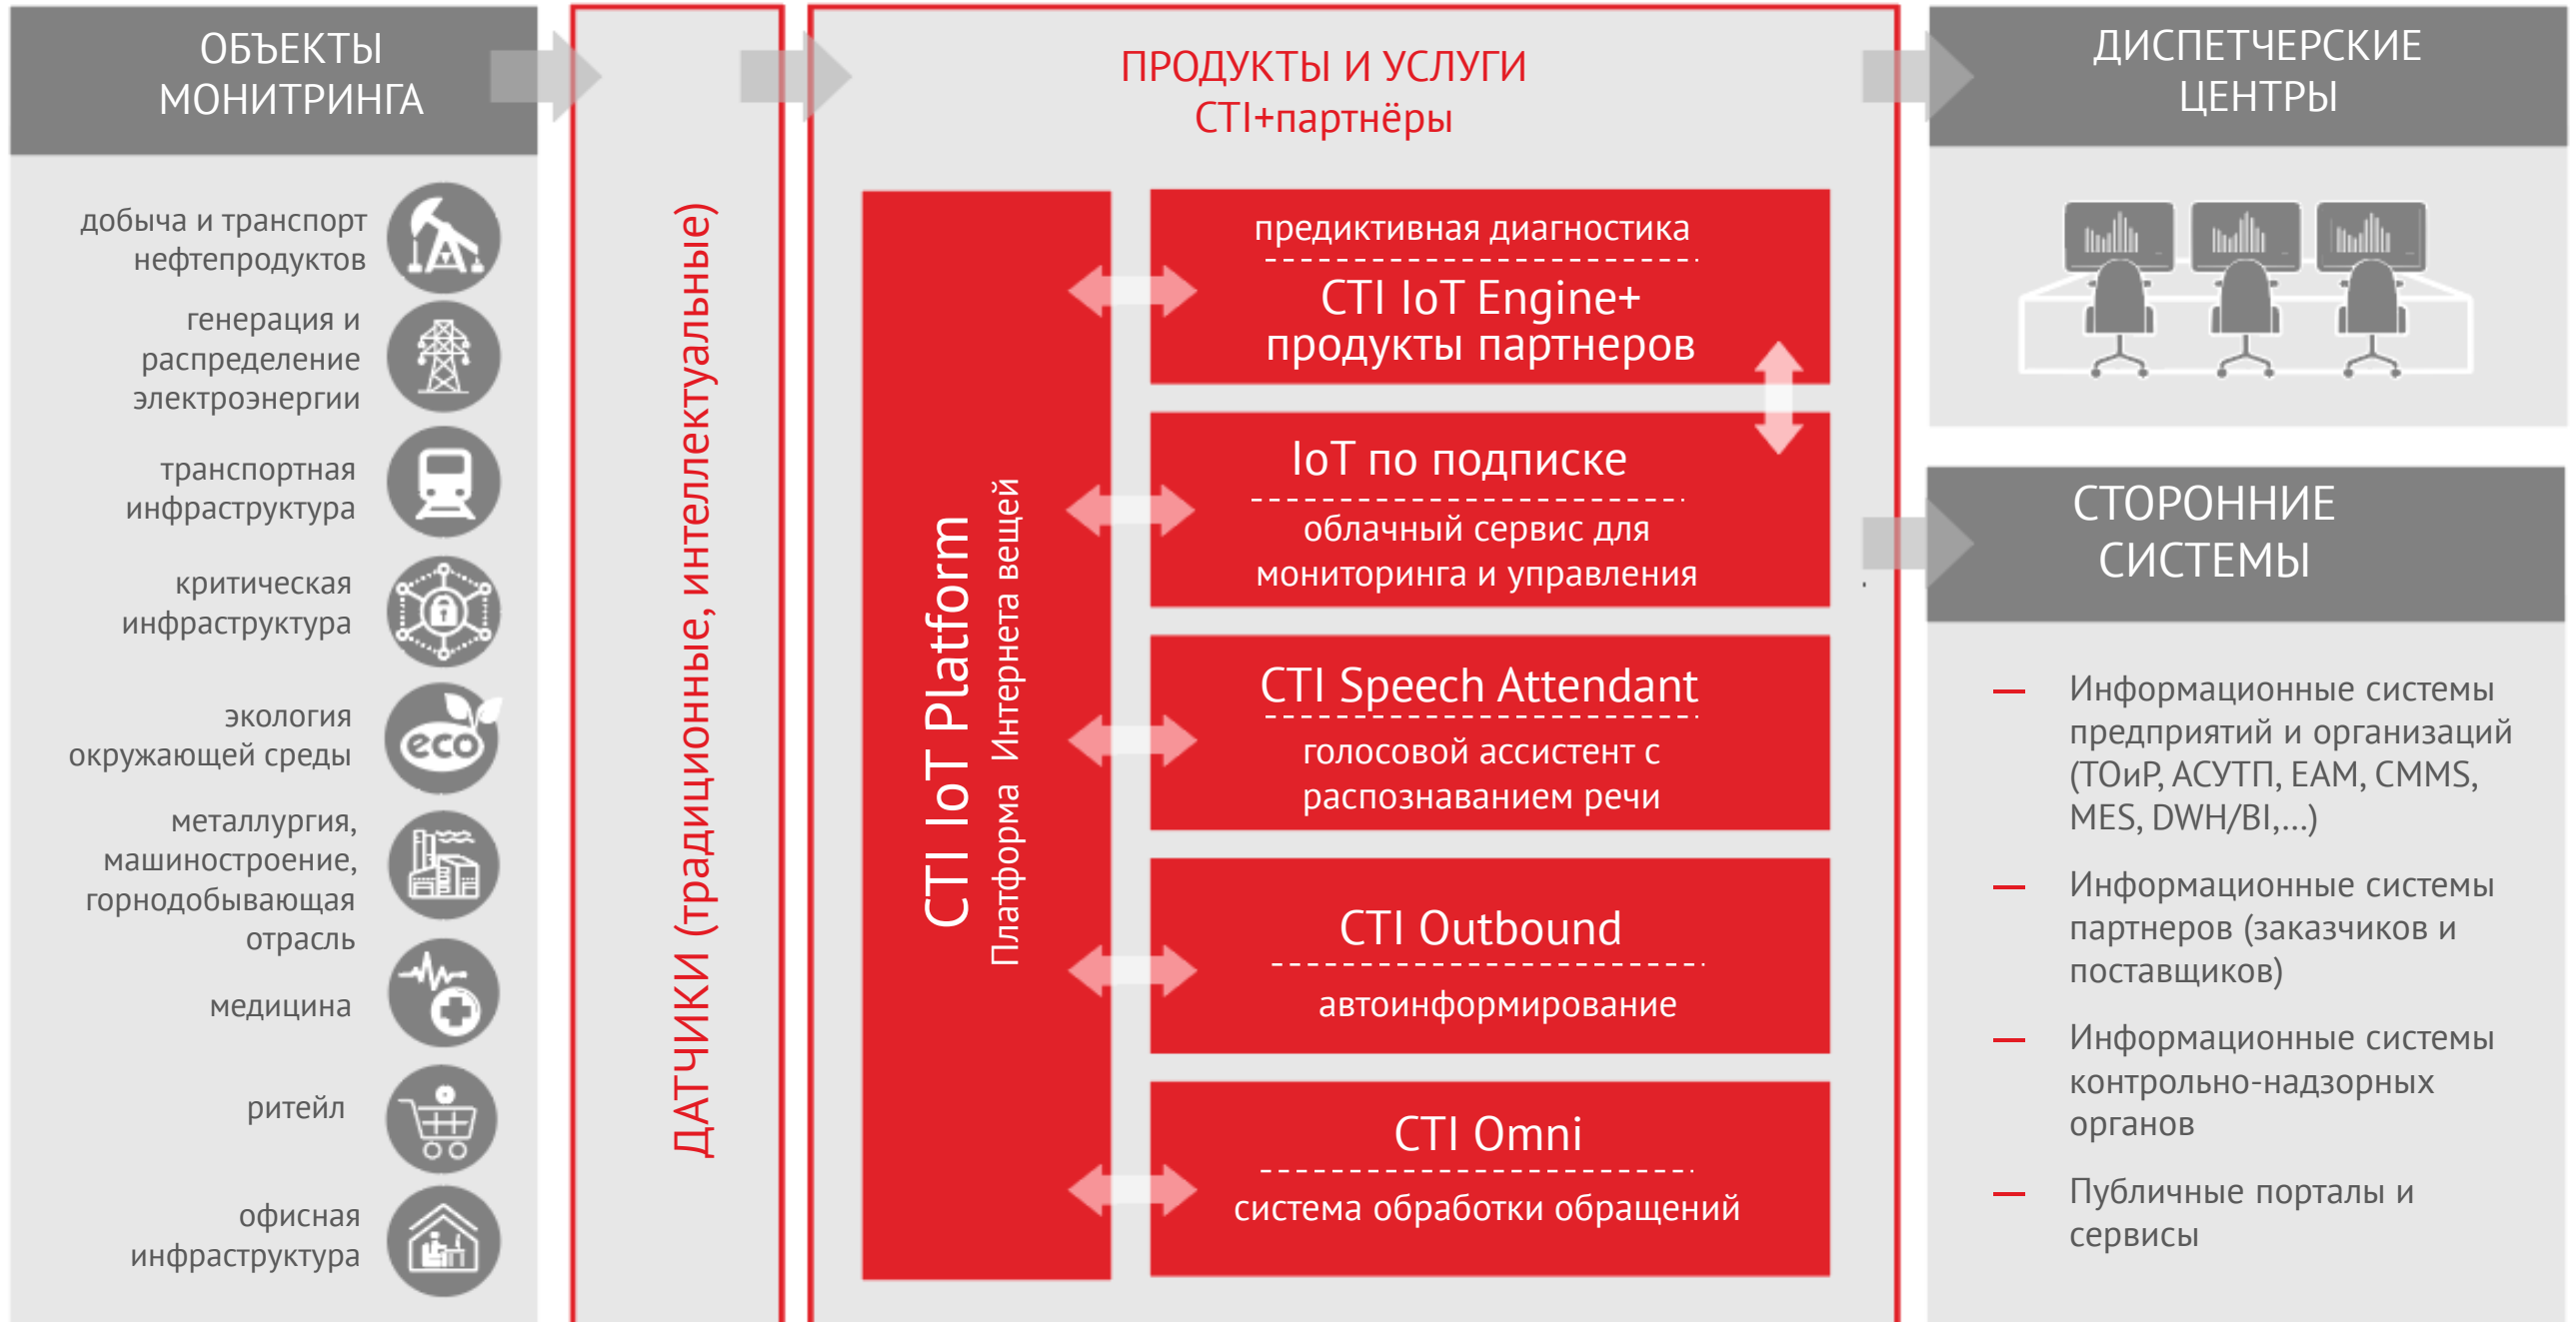 ОБЪЕКТЫ
МОНИТРИНГА
добыча и транспорт
нефтепродуктов
генерация и
распределение
электроэнергии
транспортная
инфраструктура
критическая
инфраструктура
экология
окружающей среды
eco
металлургия,
машиностроение,
горнодобывающая
отрасль
медицина
ритейл
офисная
инфраструктура
ДАТЧИКИ (традиционные, интеллектуальные)
ПРОДУКТЫ И УСЛУГИ
CTI+партнёры
CTI IoT Platform
Платформа Интернета вещей
предиктивная диагностика
CTI IoT Engine+
продукты партнеров
IoT по подписке
облачный сервис для
мониторинга и управления
CTI Speech Attendant
голосовой ассистент с
распознаванием речи
CTI Outbound
автоинформирование
CTI Omni
система обработки обращений
ДИСПЕТЧЕРСКИЕ
ЦЕНТРЫ
СТОРОННИЕ
СИСТЕМЫ
— Информационные системы
предприятий и организаций
(ТОиР, АСУТП, EAM, CMMS,
MES, DWH/BI,...)
— Информационные системы
партнеров (заказчиков и
поставщиков)
— Информационные системы
контрольно-надзорных
органов
— Публичные порталы и
сервисы